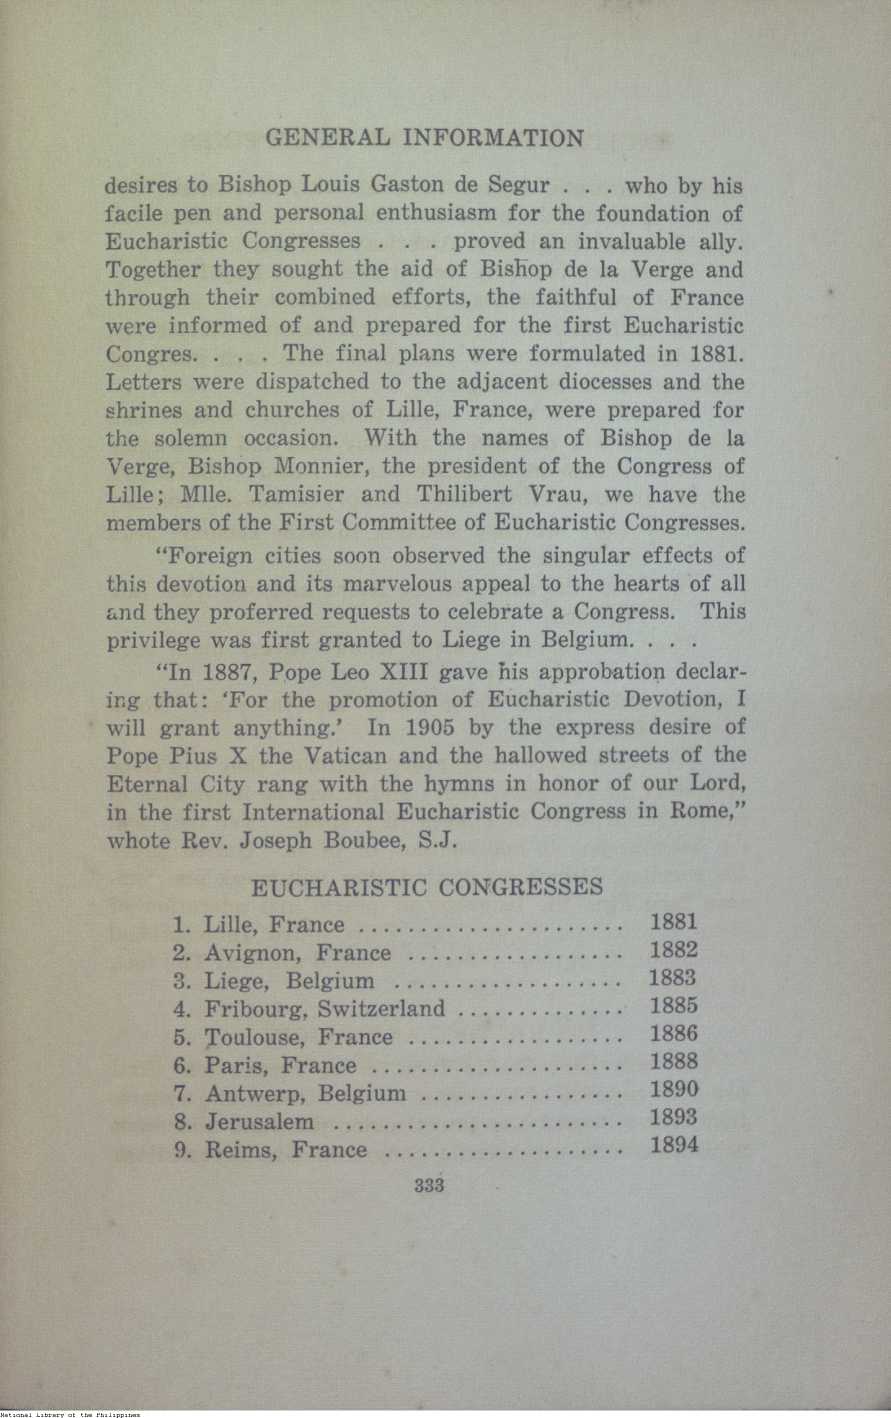 GENERAL INFORMATION
desires to Bishop Louis Gaston de Segur . . . who by his
facile pen and personal enthusiasm for the foundation of
Eucharistic Congresses . . . proved an invaluable ally.
Together they sought the aid of Bishop de la Verge and
through their combined efforts, the faithful of France
were informed of and prepared for the first Eucharistic
Congres. . . . The final plans were formulated in 1881.
Letters were dispatched to the adjacent diocesses and the
shrines and churches of Lille, France, were prepared for
the solemn occasion. With the names of Bishop de la
Verge, Bishop Monnier, the president of the Congress of
Lille; Mlle. Tamisier and Thilibert Vrau, we have the
members of the First Committee of Eucharistic Congresses.
"Foreign cities soon observed the singular effects of
this devotion and its marvelous appeal to the hearts of all
and they proferred requests to celebrate a Congress. This
privilege was first granted to Liege in Belgium. . . .
"In 1887, Pope Leo XIII gave his approbation declar-
ing that: 'For the promotion of Eucharistic Devotion, I
will grant anything.' In 1905 by the express desire of
Pope Pius X the Vatican and the hallowed streets of the
Eternal City rang with the hymns in honor of our Lord,
in the first International Eucharistic Congress in Rome,"
whote Rev. Joseph Boubee, S.J.
EUCHARISTIC CONGRESSES
1. Lille, France ...................... 1881
2. Avignon, France .................. 1882
3. Liege, Belgium ................... 1883
4. Fribourg, Switzerland .............. 1885
5. Toulouse, France .................. 1886
6. Paris, France ..................... 1888
7. Antwerp, Belgium ................. 1890
8. Jerusalem ........................ 1893
9. Reims, France .................... 1894
333
National Library of the Philippines